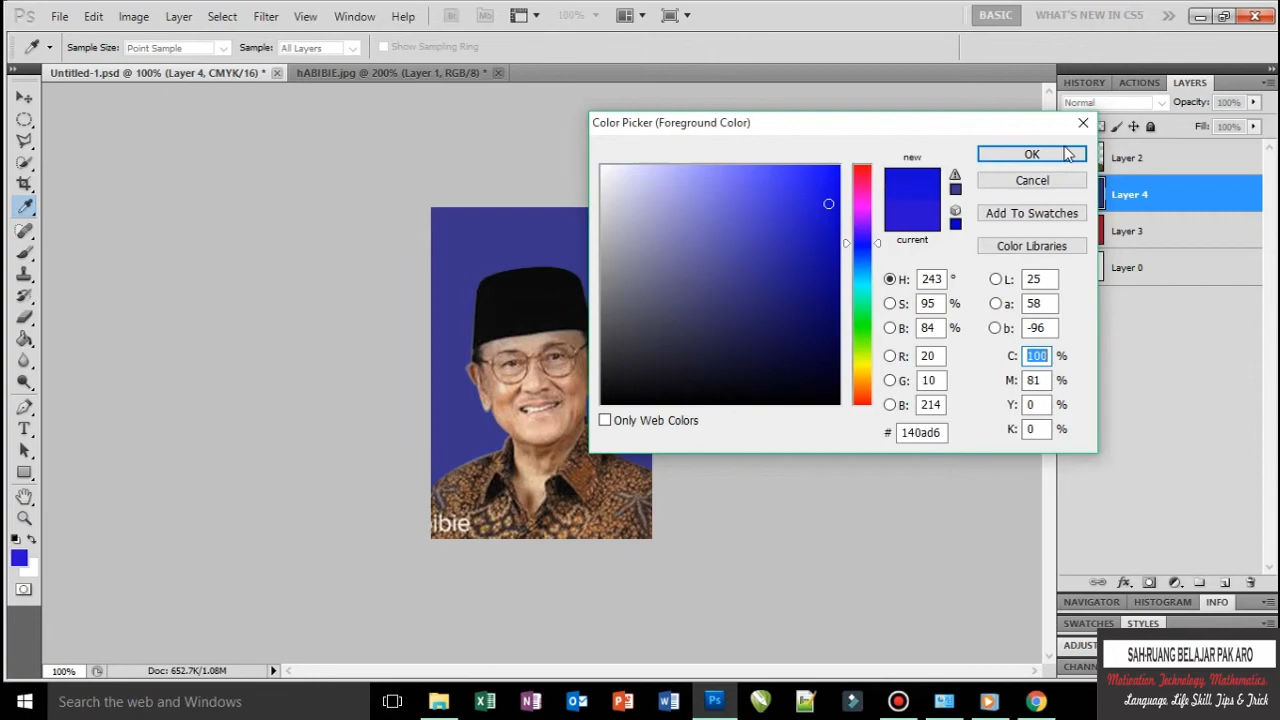 Ps File Edit Image Layer Select Filter View Window Help Br Mb 100% BASIC WHAT'S NEW IN CS5
Sample Size: Point Sample Sample: All Layers Show Sampling Ring
Untitled-1.psd @ 100% (Layer 4, CMYK/16) * hABIBIE.jpg @ 200% (Layer 1, RGB/8) *
HISTORY ACTIONS LAYERS
Normal Opacity: 100%
Fill: 100%
Layer 2
Layer 4
Layer 3
Layer 0
Color Picker (Foreground Color)
new
current
OK
Cancel
Add To Swatches
Color Libraries
H: 243 ° L: 25
S: 95 % a: 58
B: 84 % b: -96
R: 20 C: 100 %
G: 10 M: 81 %
B: 214 Y: 0 %
# 140ad6 K: 0 %
Only Web Colors
ibie
NAVIGATOR HISTOGRAM INFO
SWATCHES STYLES
ADJUST
CHANN
100% Doc: 652.7K/1.08M
SAH-RUANG BELAJAR PAK ARO
Motivation, Technology, Mathematics,
Language, Life Skill, Tips & Trick
Search the web and Windows